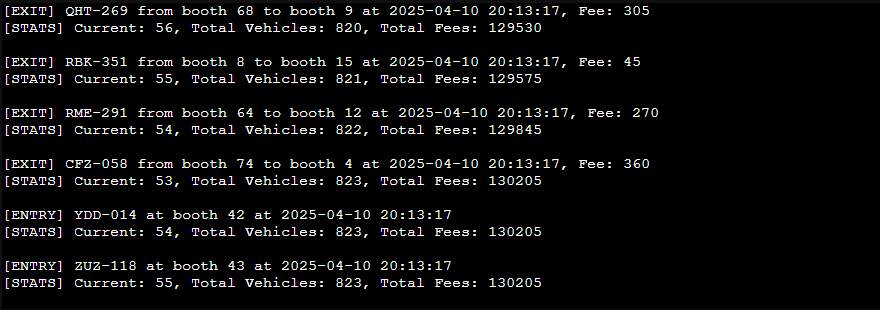 [EXIT] QHT-269 from booth 68 to booth 9 at 2025-04-10 20:13:17, Fee: 305
[STATS] Current: 56, Total Vehicles: 820, Total Fees: 129530
[EXIT] RBK-351 from booth 8 to booth 15 at 2025-04-10 20:13:17, Fee: 45
[STATS] Current: 55, Total Vehicles: 821, Total Fees: 129575
[EXIT] RME-291 from booth 64 to booth 12 at 2025-04-10 20:13:17, Fee: 270
[STATS] Current: 54, Total Vehicles: 822, Total Fees: 129845
[EXIT] CFZ-058 from booth 74 to booth 4 at 2025-04-10 20:13:17, Fee: 360
[STATS] Current: 53, Total Vehicles: 823, Total Fees: 130205
[ENTRY] YDD-014 at booth 42 at 2025-04-10 20:13:17
[STATS] Current: 54, Total Vehicles: 823, Total Fees: 130205
[ENTRY] ZUZ-118 at booth 43 at 2025-04-10 20:13:17
[STATS] Current: 55, Total Vehicles: 823, Total Fees: 130205